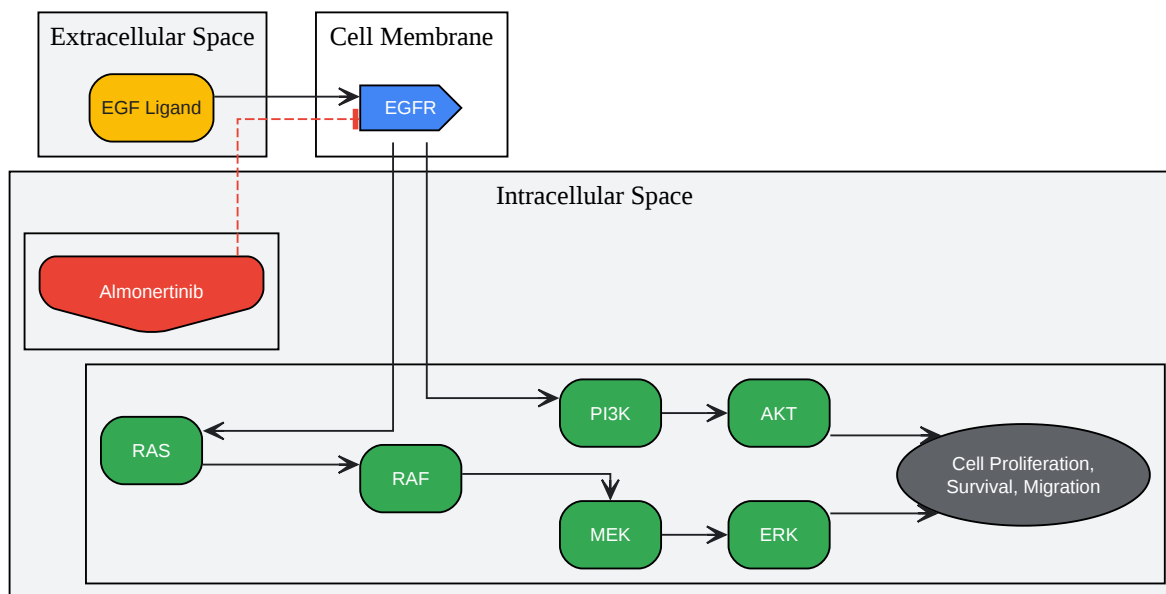 Extracellular Space
Cell Membrane
EGF Ligand
EGFR
Intracellular Space
Almonertinib
PI3K
AKT
RAS
RAF
Cell Proliferation,
Survival, Migration
MEK
ERK